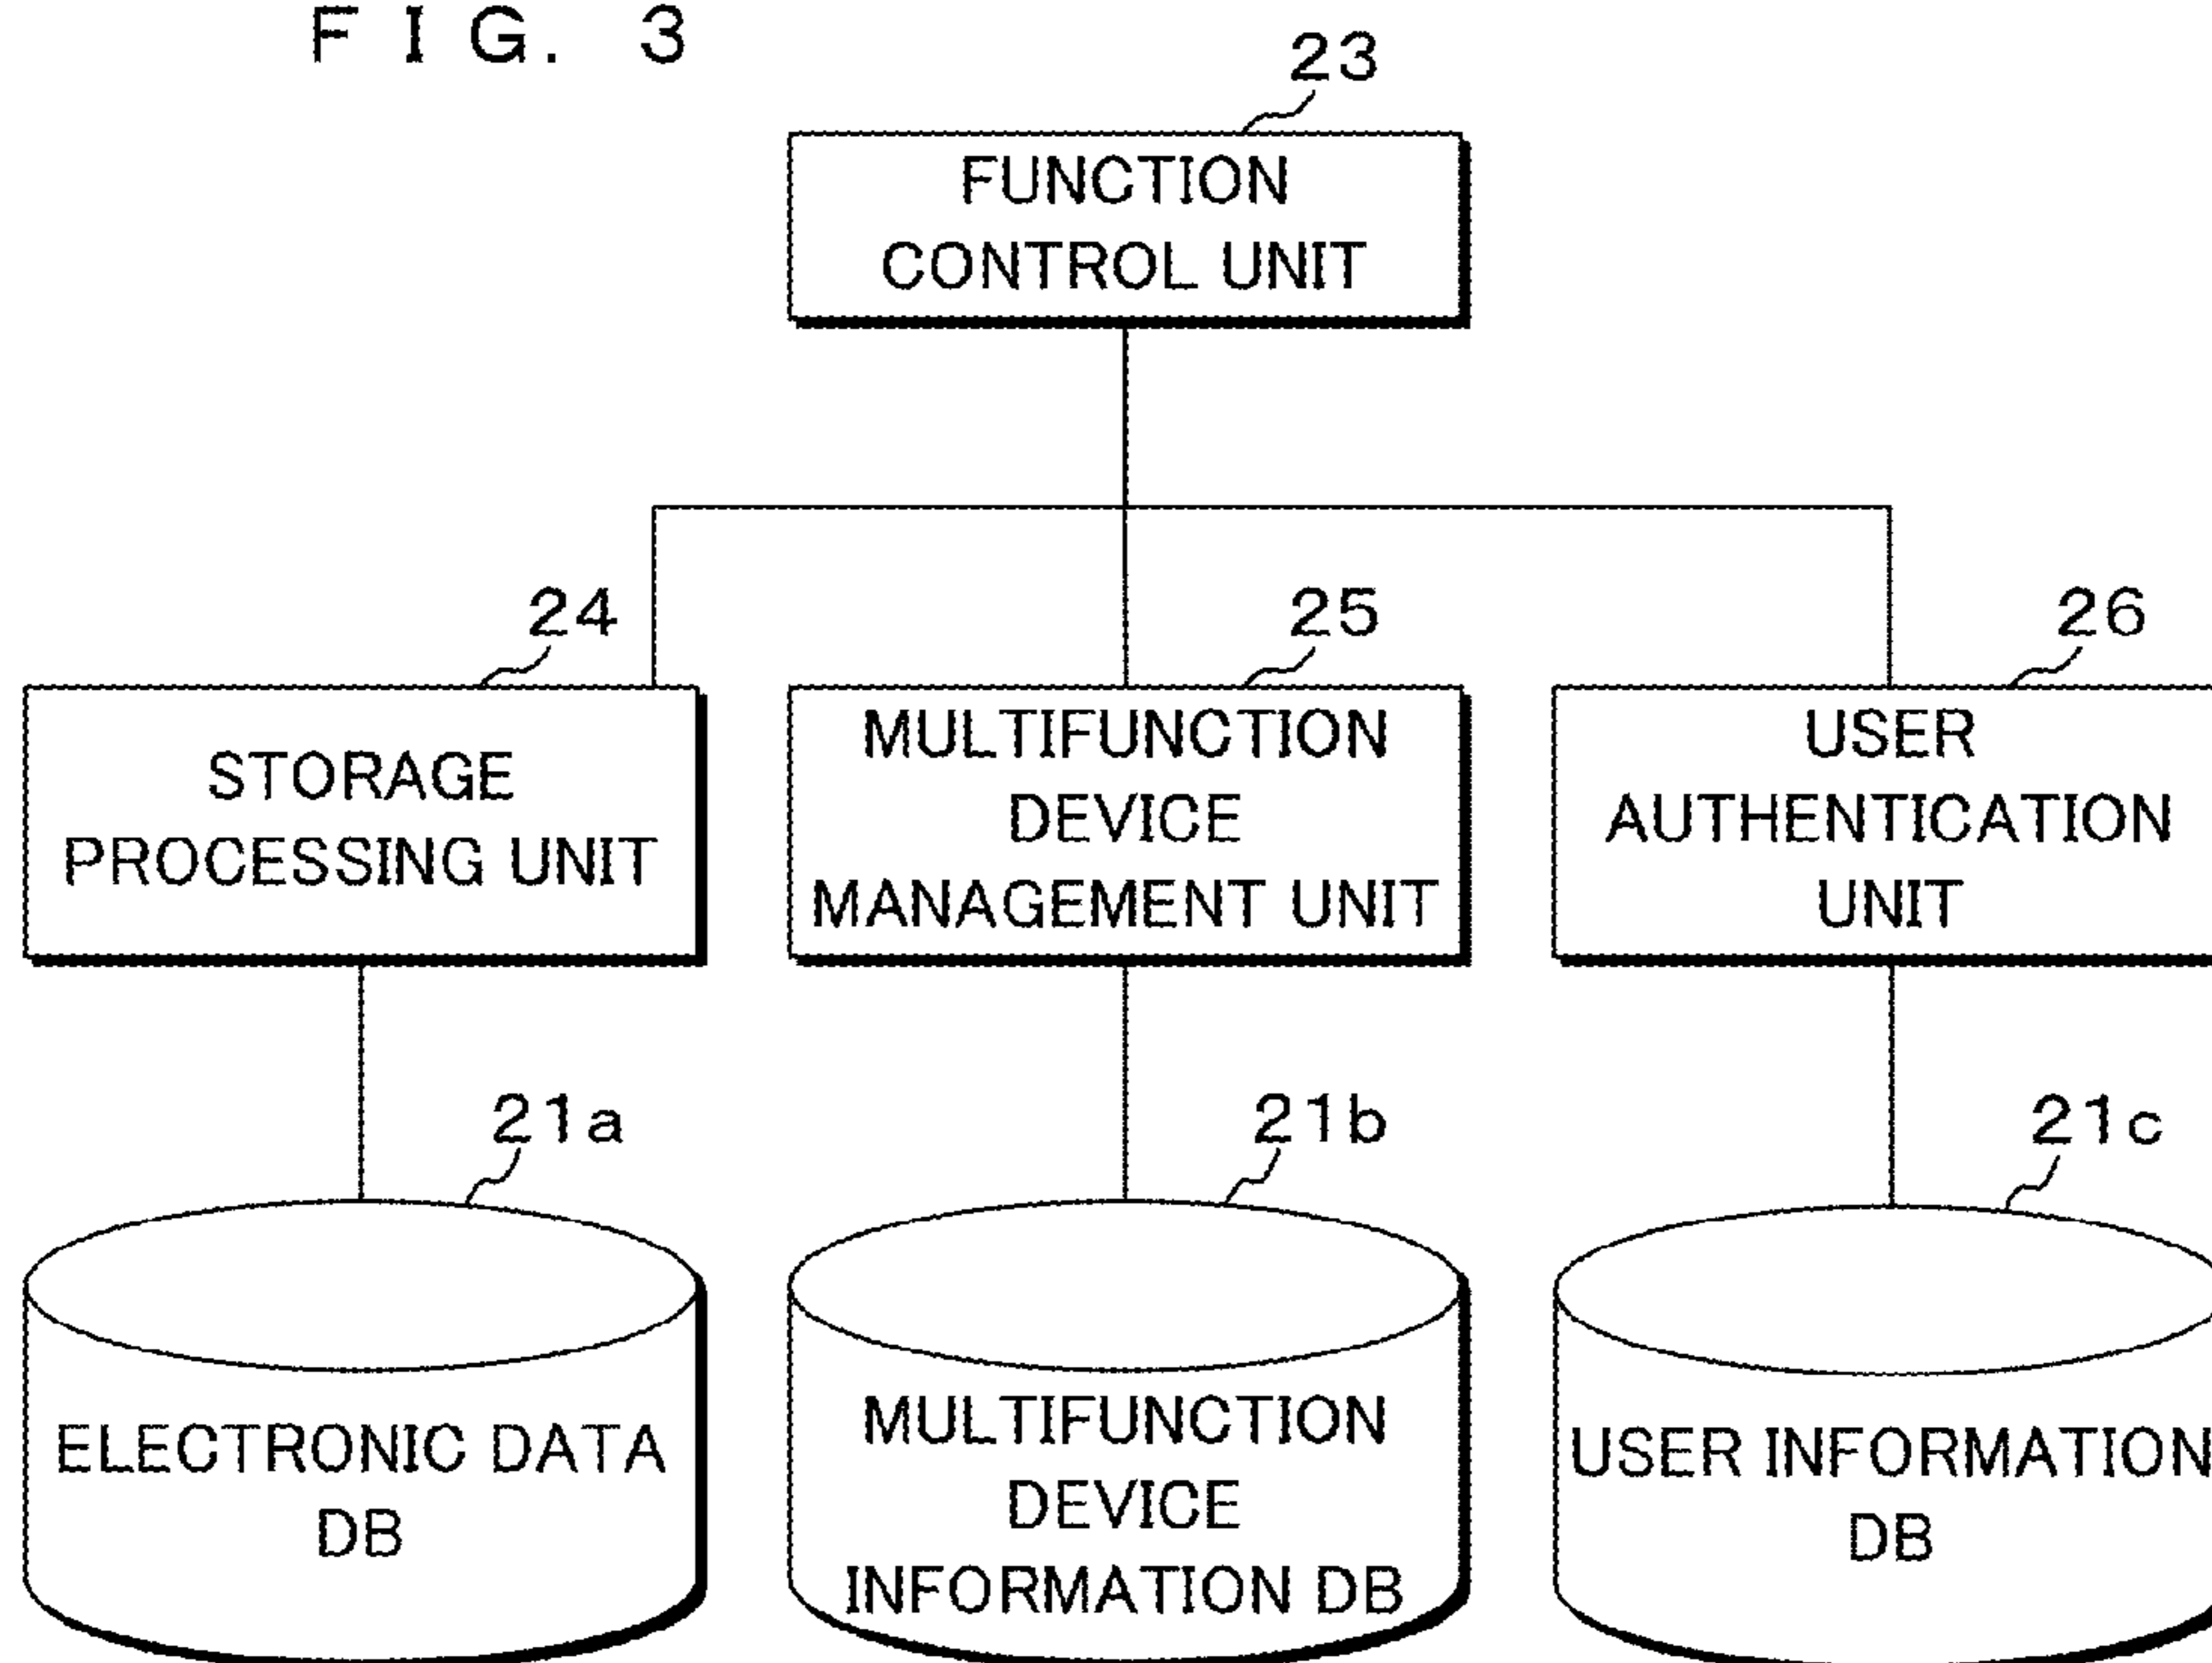 FIG. 3
23
FUNCTION
CONTROL UNIT
24
25
26
STORAGE
PROCESSING UNIT
MULTIFUNCTION
DEVICE
MANAGEMENT UNIT
USER
AUTHENTICATION
UNIT
21a
21b
21c
ELECTRONIC DATA
DB
MULTIFUNCTION
DEVICE
INFORMATION DB
USER INFORMATION
DB